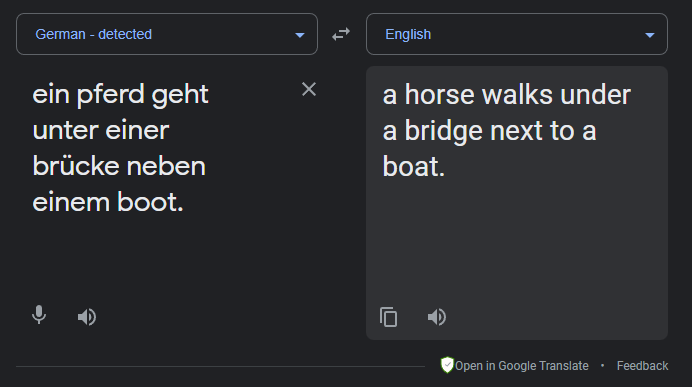 German - detected
English
ein pferd geht
unter einer
brücke neben
einem boot.
a horse walks under
a bridge next to a
boat.
Open in Google Translate • Feedback